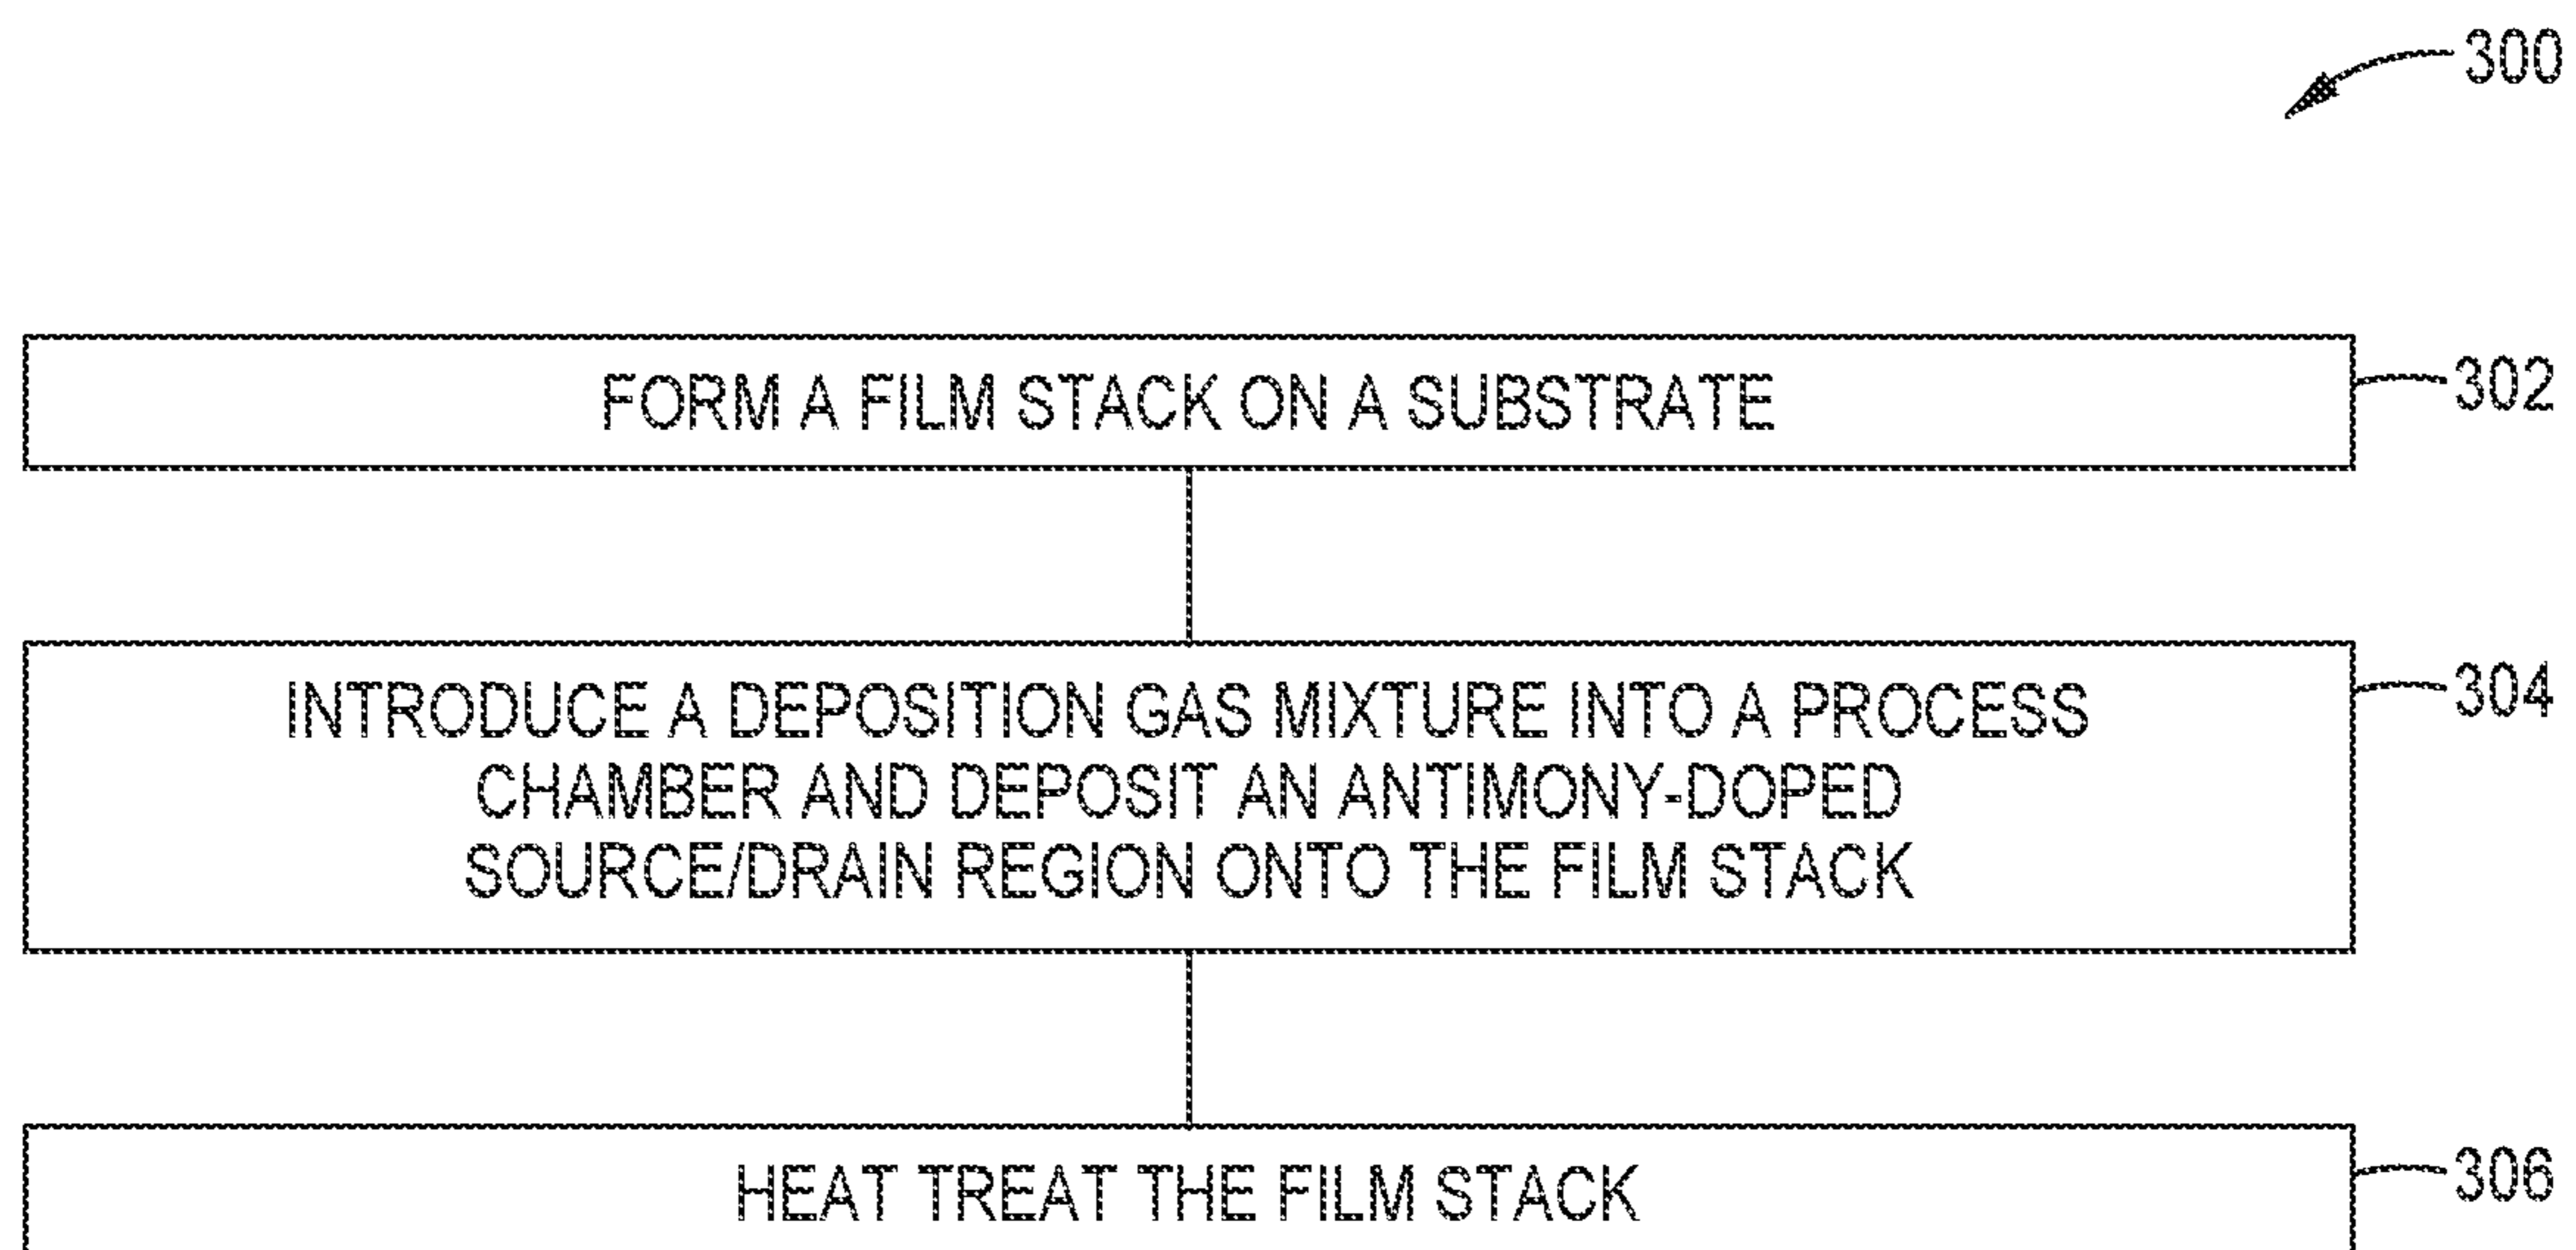 300
FORM A FILM STACK ON A SUBSTRATE
302
INTRODUCE A DEPOSITION GAS MIXTURE INTO A PROCESS
304
CHAMBER AND DEPOSIT AN ANTIMONY-DOPED
SOURCE/DRAIN REGION ONTO THE FILM STACK
HEAT TREAT THE FILM STACK
306